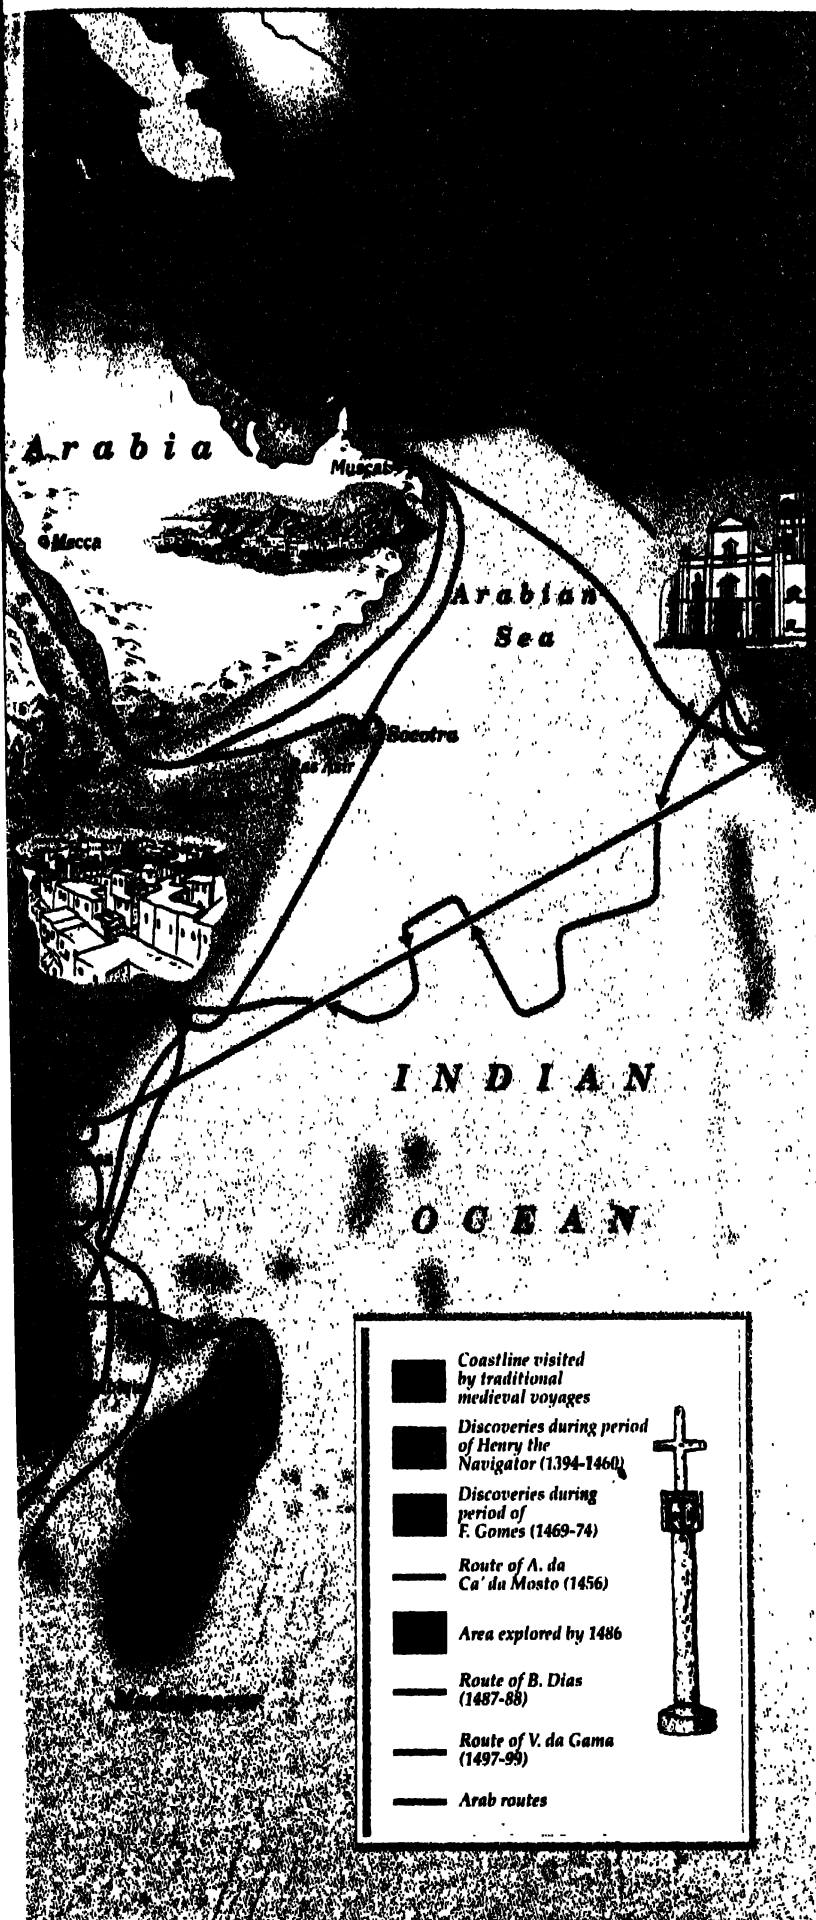 Arabia
Muscat
Mecca
Arabian
Sea
Socotra
INDIAN
OCEAN
Coastline visited
by traditional
medieval voyages
Discoveries during period
of Henry the
Navigator (1394-1460)
Discoveries during
period of
F. Gomes (1469-74)
Route of A. da
Ca' da Mosto (1456)
Area explored by 1486
Route of B. Dias
(1487-88)
Route of V. da Gama
(1497-99)
Arab routes
Madagascar